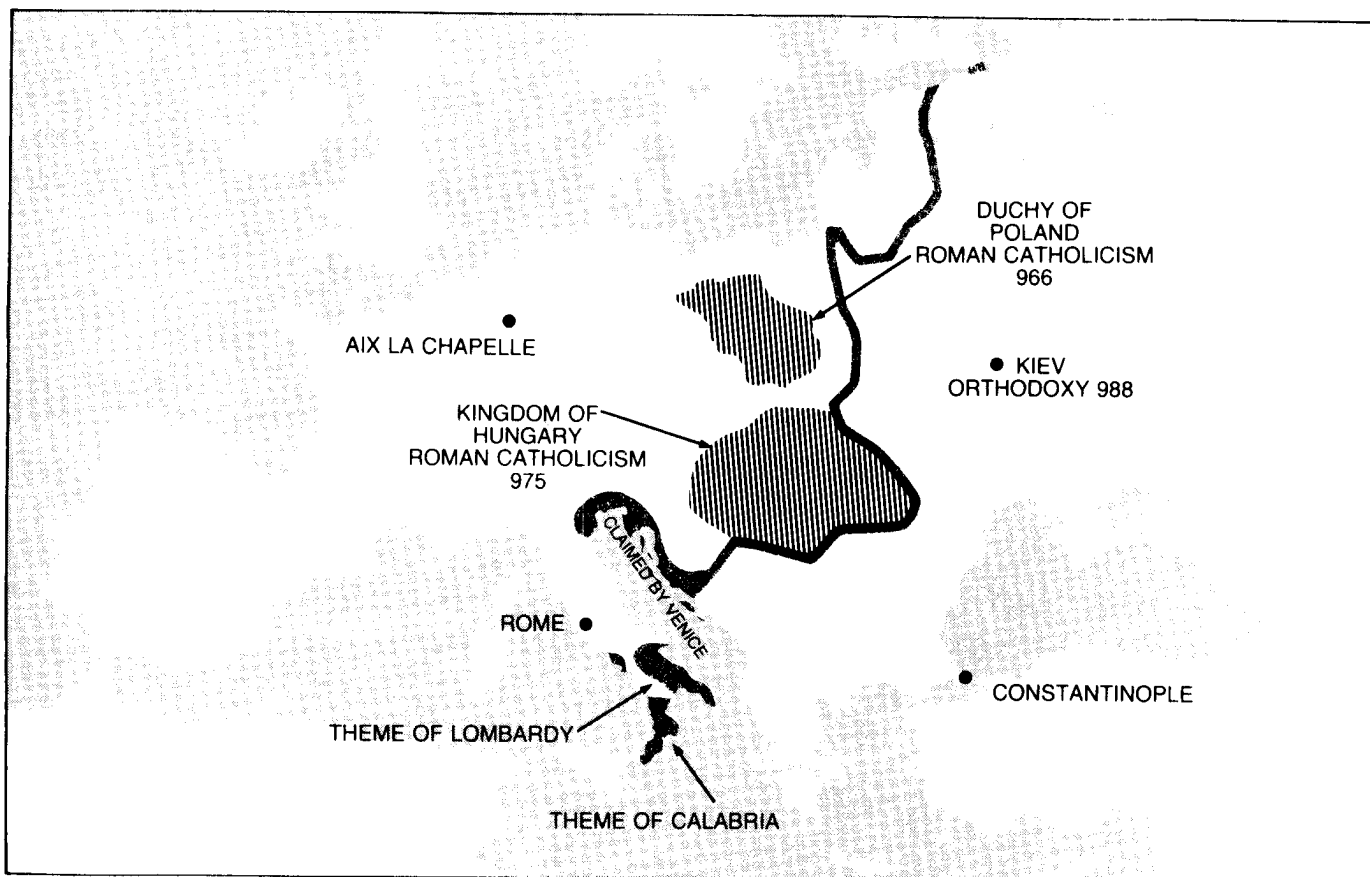 DUCHY OF
POLAND
ROMAN CATHOLICISM
966
AIX LA CHAPELLE
KIEV
ORTHODOXY 988
KINGDOM OF
HUNGARY
ROMAN CATHOLICISM
975
CLAIMED BY VENICE
ROME
CONSTANTINOPLE
THEME OF LOMBARDY
THEME OF CALABRIA